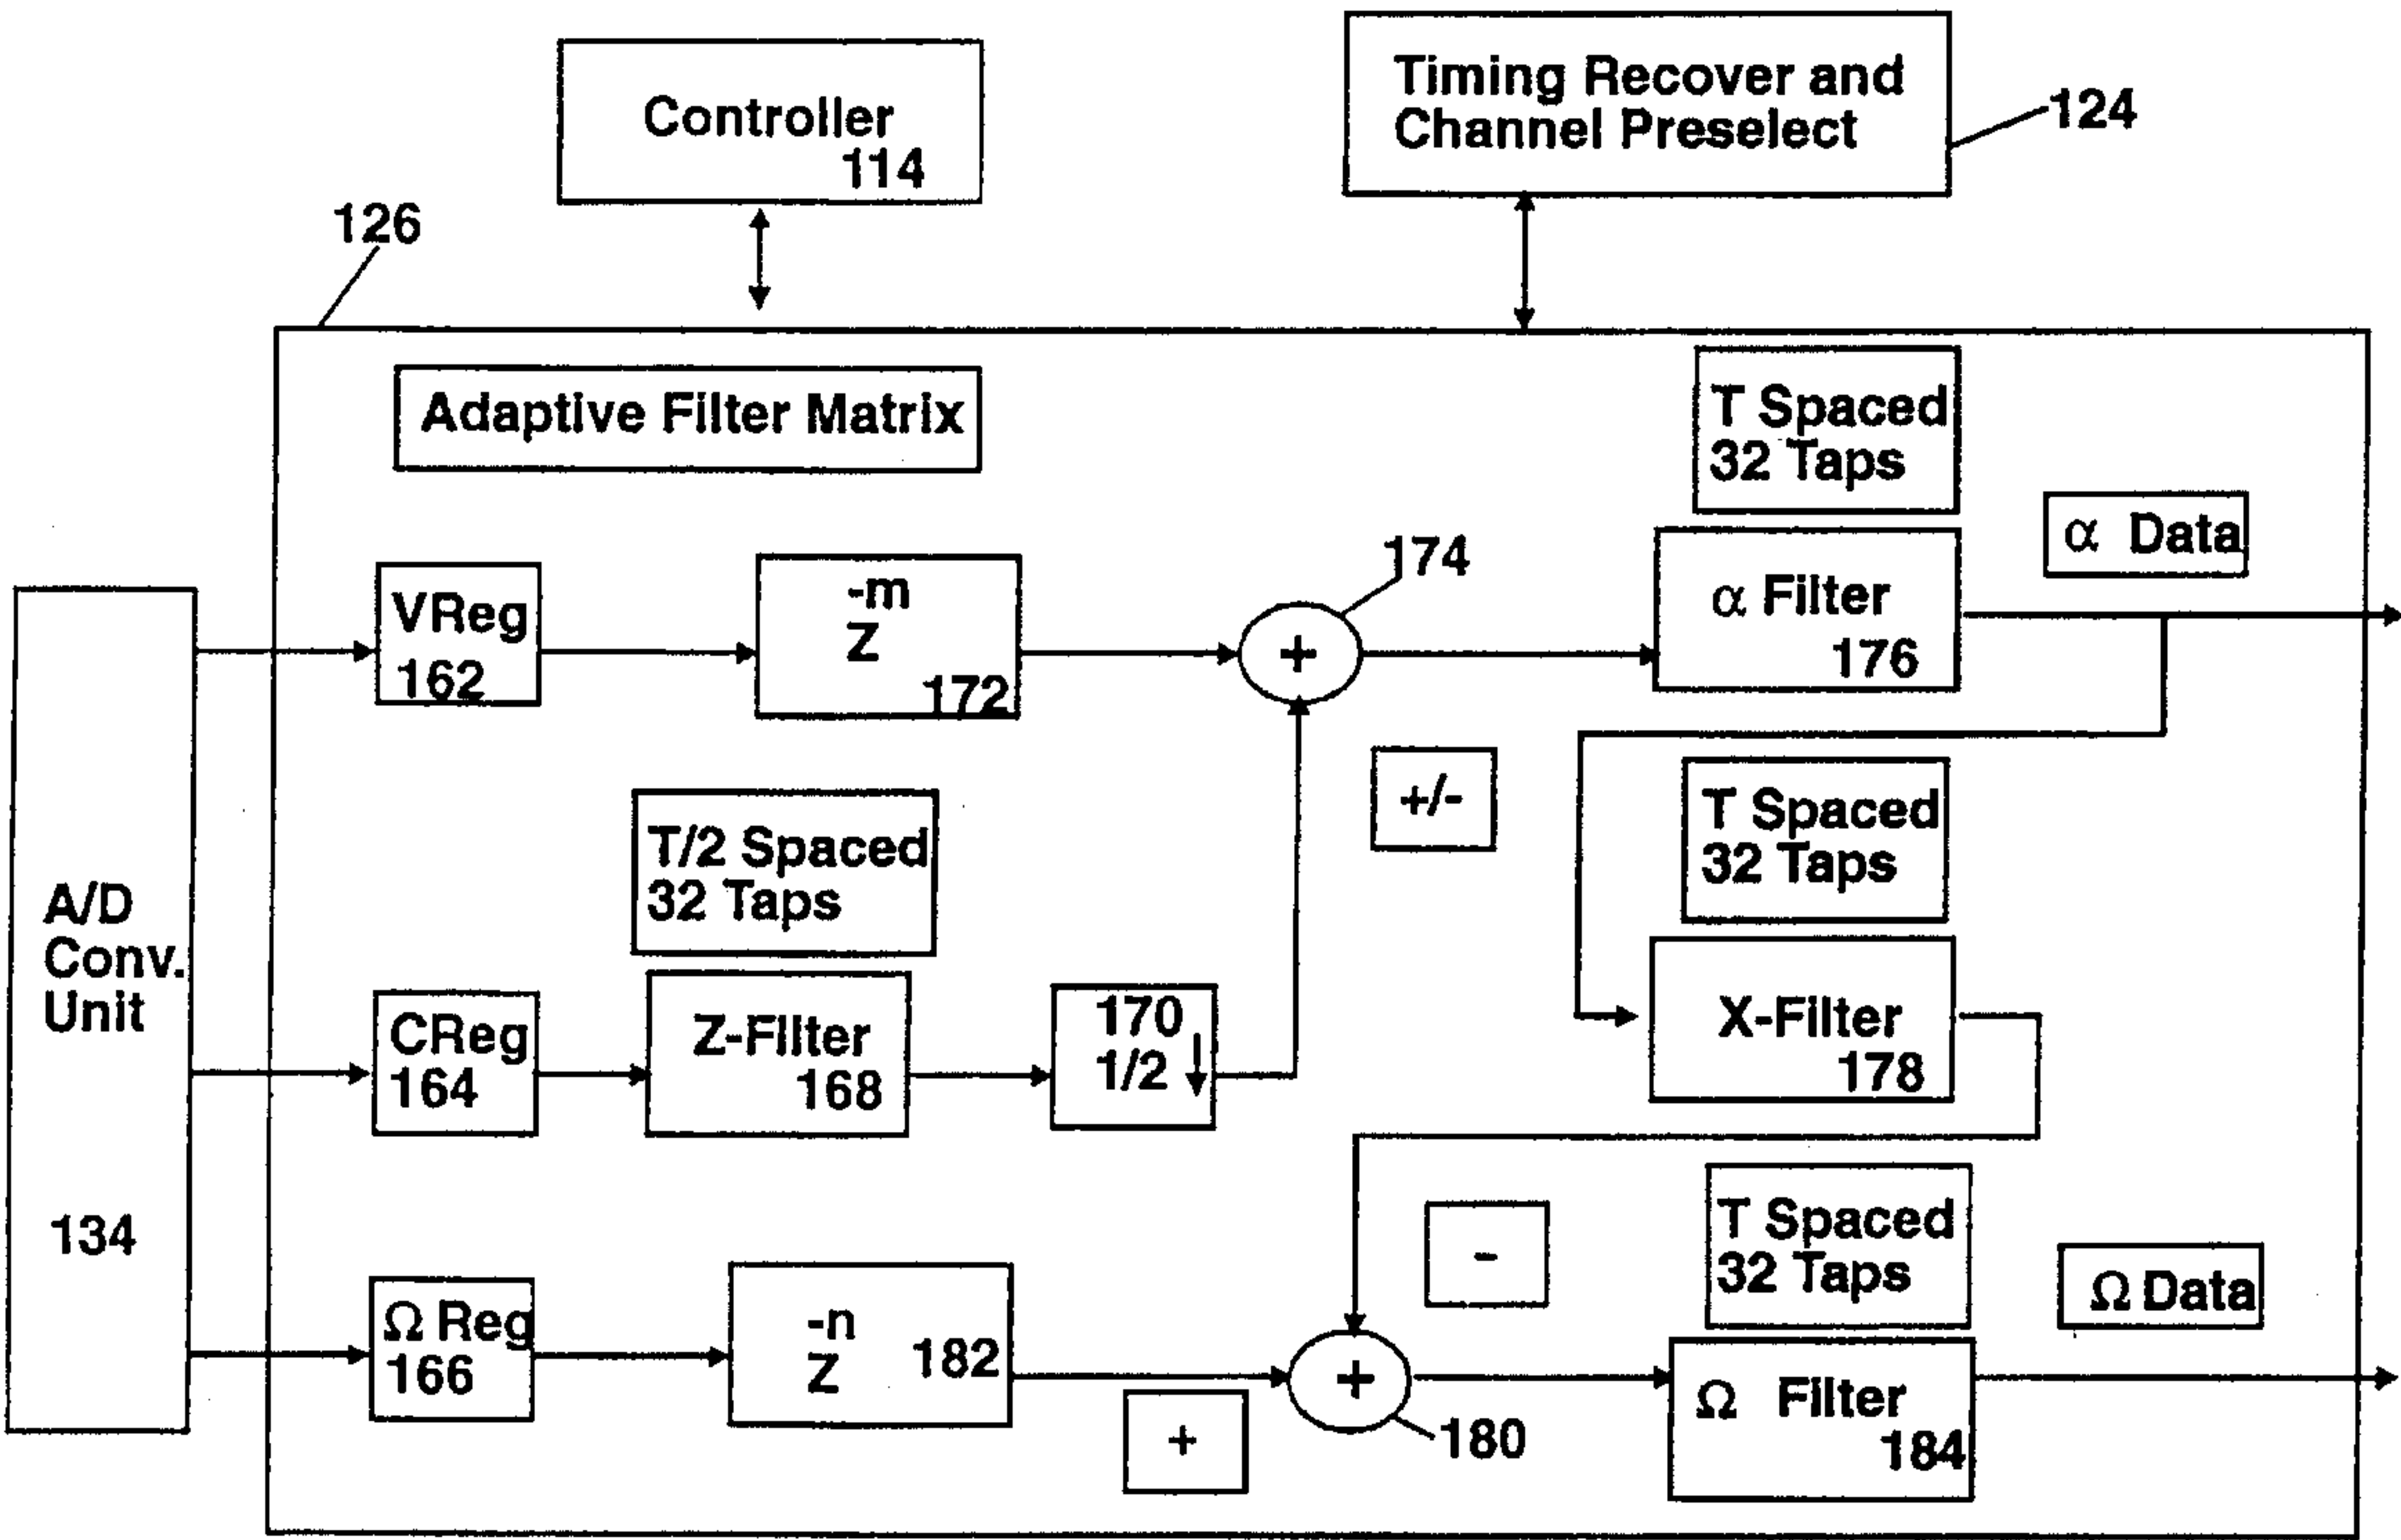 Controller
114
Timing Recover and
Channel Preselect
124
126
Adaptive Filter Matrix
T Spaced
32 Taps
α Data
174
VReg
162
-m
Z
172
+
α Filter
176
+/-
T/2 Spaced
32 Taps
T Spaced
32 Taps
A/D
Conv.
Unit
134
CReg
164
Z-Filter
168
170
1/2
X-Filter
178
-
T Spaced
32 Taps
Ω Data
Ω Reg
166
-n
Z
182
+
+
180
Ω Filter
184